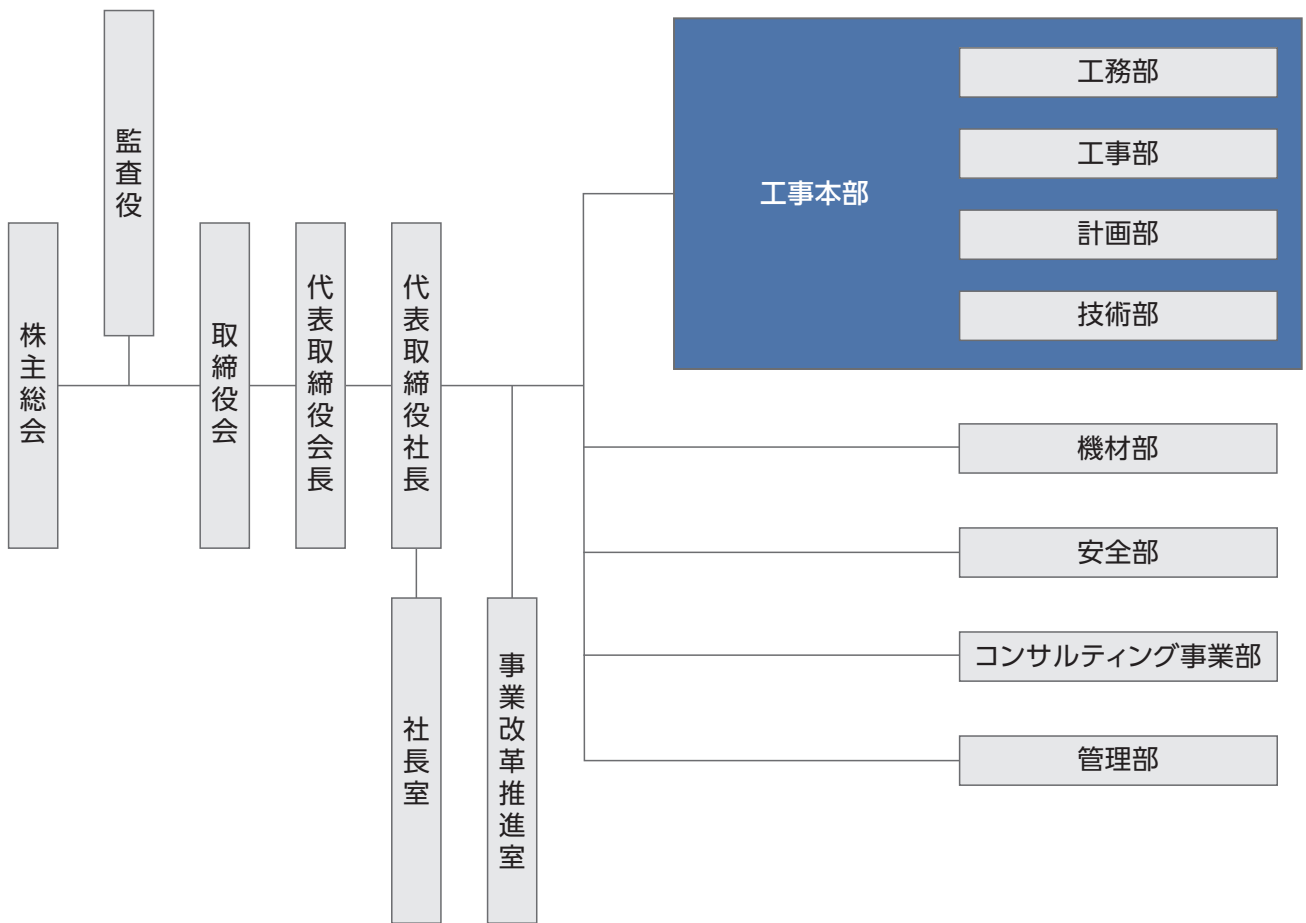 株主総会
監査役
取締役会
代表取締役会長
代表取締役社長
社長室
事業改革推進室
工事本部
工務部
工事部
計画部
技術部
機材部
安全部
コンサルティング事業部
管理部